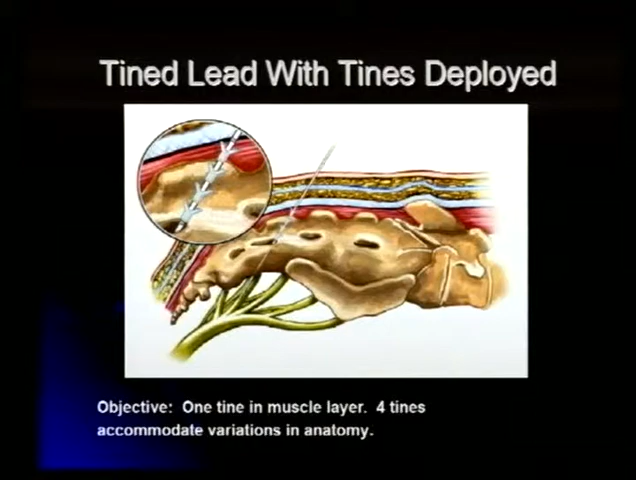 Tined Lead With Tines Deployed
Objective:  One tine in muscle layer.  4 tines
accommodate variations in anatomy.